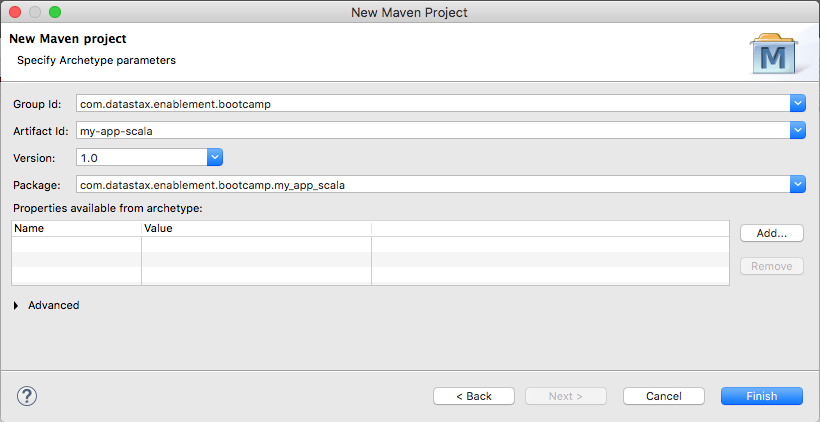 New Maven Project
New Maven project
Specify Archetype parameters
M
Group Id: com.datastax.enablement.bootcamp
Artifact Id: my-app-scala
Version: 1.0
Package: com.datastax.enablement.bootcamp.my_app_scala
Properties available from archetype:
Name Value
Add...
Remove
Advanced
? < Back Next > Cancel Finish